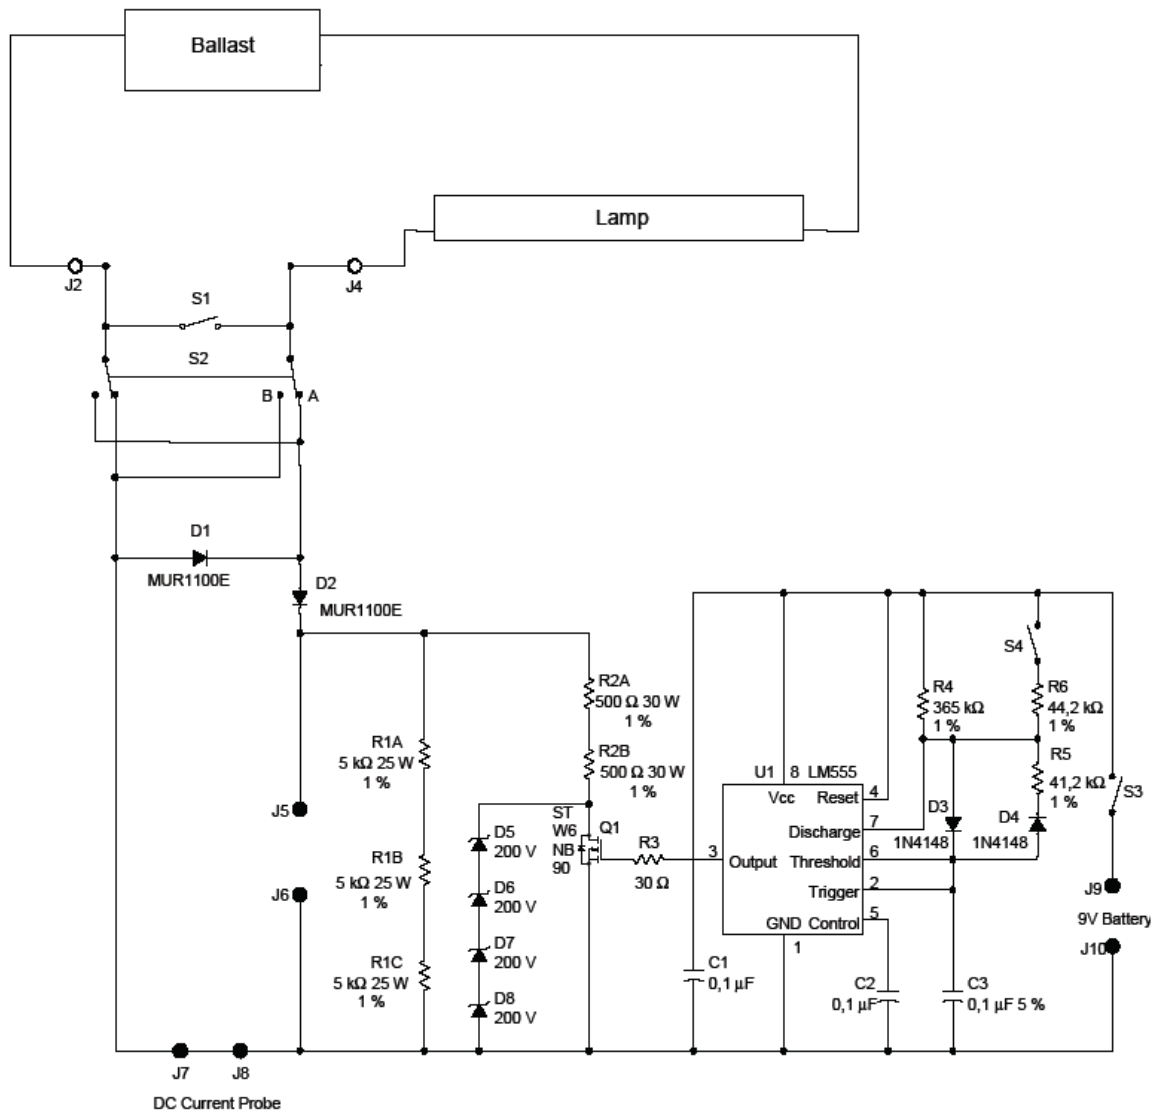 Ballast
Lamp
J2
J4
S1
S2
B
A
D1
MUR1100E
D2
MUR1100E
S4
R2A
500 Ω 30 W
1 %
R4
365 kΩ
1 %
R6
44,2 kΩ
1 %
R1A
5 kΩ 25 W
1 %
R2B
500 Ω 30 W
1 %
R5
41,2 kΩ
1 %
U1
8
LM555
Vcc
Reset
4
S3
J5
ST
W6
NB
90
Q1
D5
200 V
R3
30 Ω
3
Output
Discharge
7
D3
1N4148
D4
1N4148
Threshold
6
Trigger
2
R1B
5 kΩ 25 W
1 %
J6
D6
200 V
J9
9V Battery
J10
GND
Control
5
1
D7
200 V
R1C
5 kΩ 25 W
1 %
D8
200 V
C1
0,1 µF
C2
0,1 µF
C3
0,1 µF 5 %
J7
J8
DC Current Probe